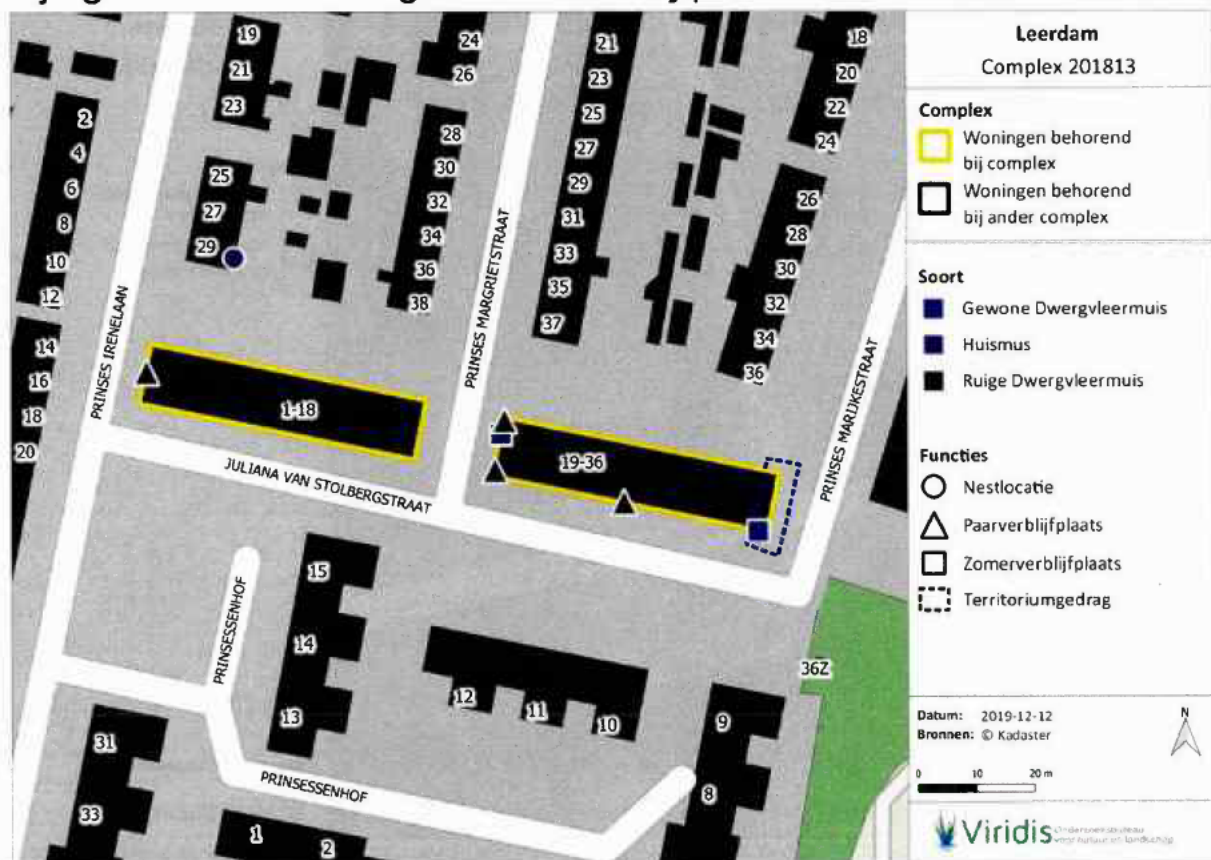 19
21
23
25
27
29
2
4
6
8
10
12
14
16
18
20
24
26
28
30
32
34
36
38
21
23
25
27
29
31
33
35
37
18
20
22
24
26
28
30
32
34
36
PRINSES IRENELAAN
PRINSES MARGRIETSTRAAT
PRINSES MARIJKESTRAAT
1-18
19-36
JULIANA VAN STOLBERGSTRAAT
PRINSESSENHOF
15
14
13
12
11
10
9
8
36Z
31
33
PRINSESSENHOF
1
2
Leerdam
Complex 201813
Complex
Woningen behorend
bij complex
Woningen behorend
bij ander complex
Soort
Gewone Dwergvleermuis
Huismus
Ruige Dwergvleermuis
Functies
Nestlocatie
Paarverblijfplaats
Zomerverblijfplaats
Territoriumgedrag
Datum: 2019-12-12
Bronnen: © Kadaster
N
0 10 20 m
Viridis
Onderzoeksbureau
voor natuur en landschap